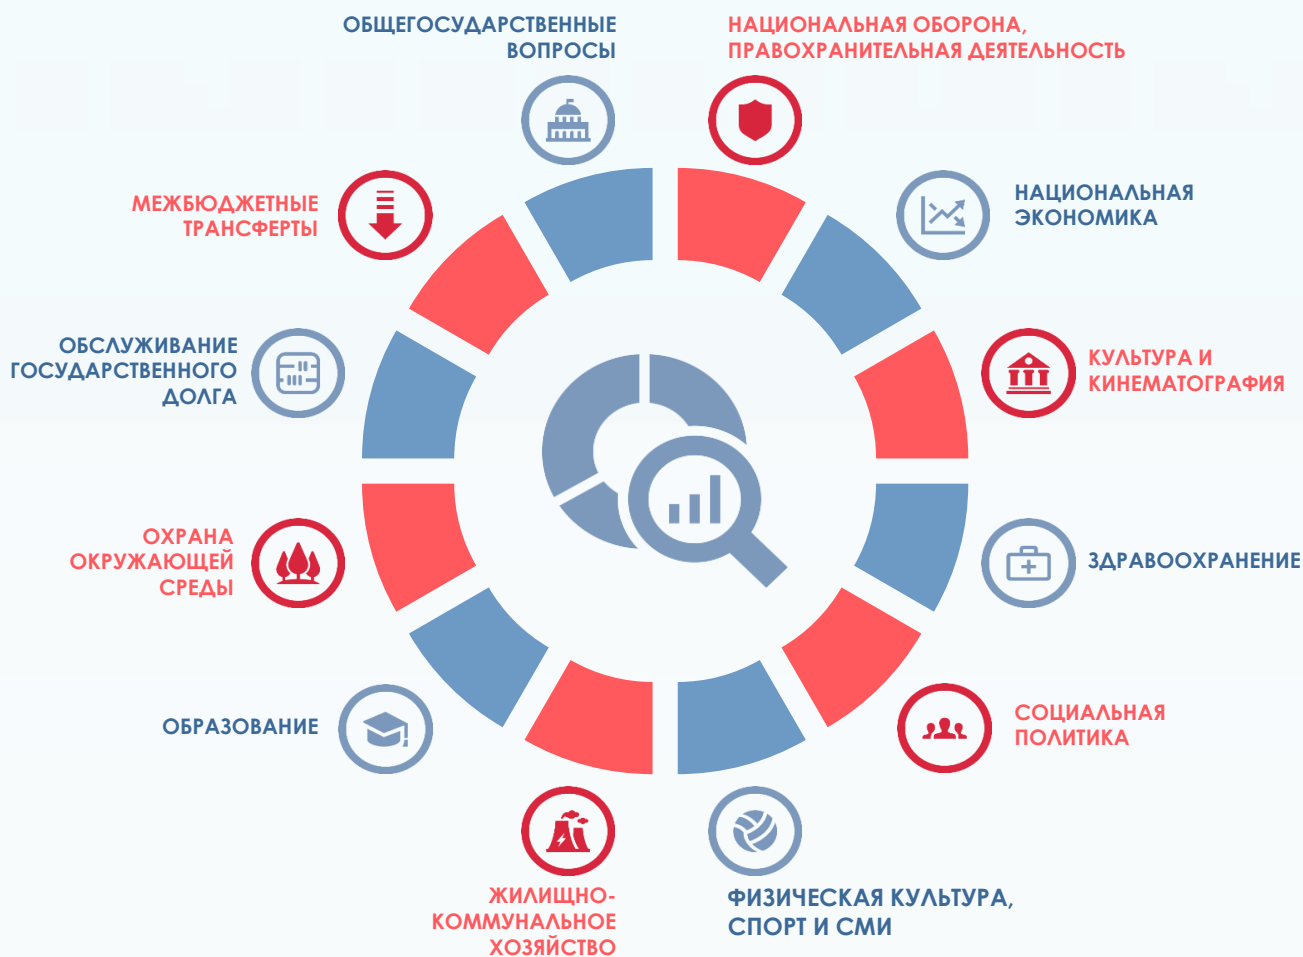 ОБЩЕГОСУДАРСТВЕННЫЕ
ВОПРОСЫ
НАЦИОНАЛЬНАЯ ОБОРОНА,
ПРАВОХРАНИТЕЛЬНАЯ ДЕЯТЕЛЬНОСТЬ
МЕЖБЮДЖЕТНЫЕ
ТРАНСФЕРТЫ
НАЦИОНАЛЬНАЯ
ЭКОНОМИКА
ОБСЛУЖИВАНИЕ
ГОСУДАРСТВЕННОГО
ДОЛГА
КУЛЬТУРА И
КИНЕМАТОГРАФИЯ
ОХРАНА
ОКРУЖАЮЩЕЙ
СРЕДЫ
ЗДРАВООХРАНЕНИЕ
ОБРАЗОВАНИЕ
СОЦИАЛЬНАЯ
ПОЛИТИКА
ЖИЛИЩНО-
КОММУНАЛЬНОЕ
ХОЗЯЙСТВО
ФИЗИЧЕСКАЯ КУЛЬТУРА,
СПОРТ И СМИ